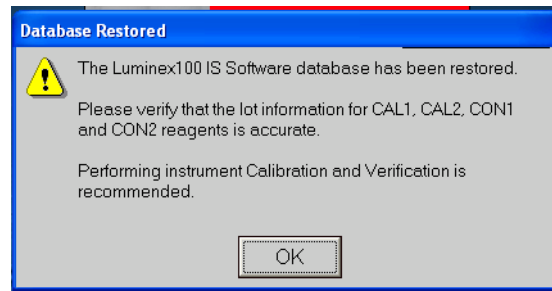 Database Restored
The Luminex100 IS Software database has been restored.
Please verify that the lot information for CAL1, CAL2, CON1
and CON2 reagents is accurate.
Performing instrument Calibration and Verification is
recommended.
OK